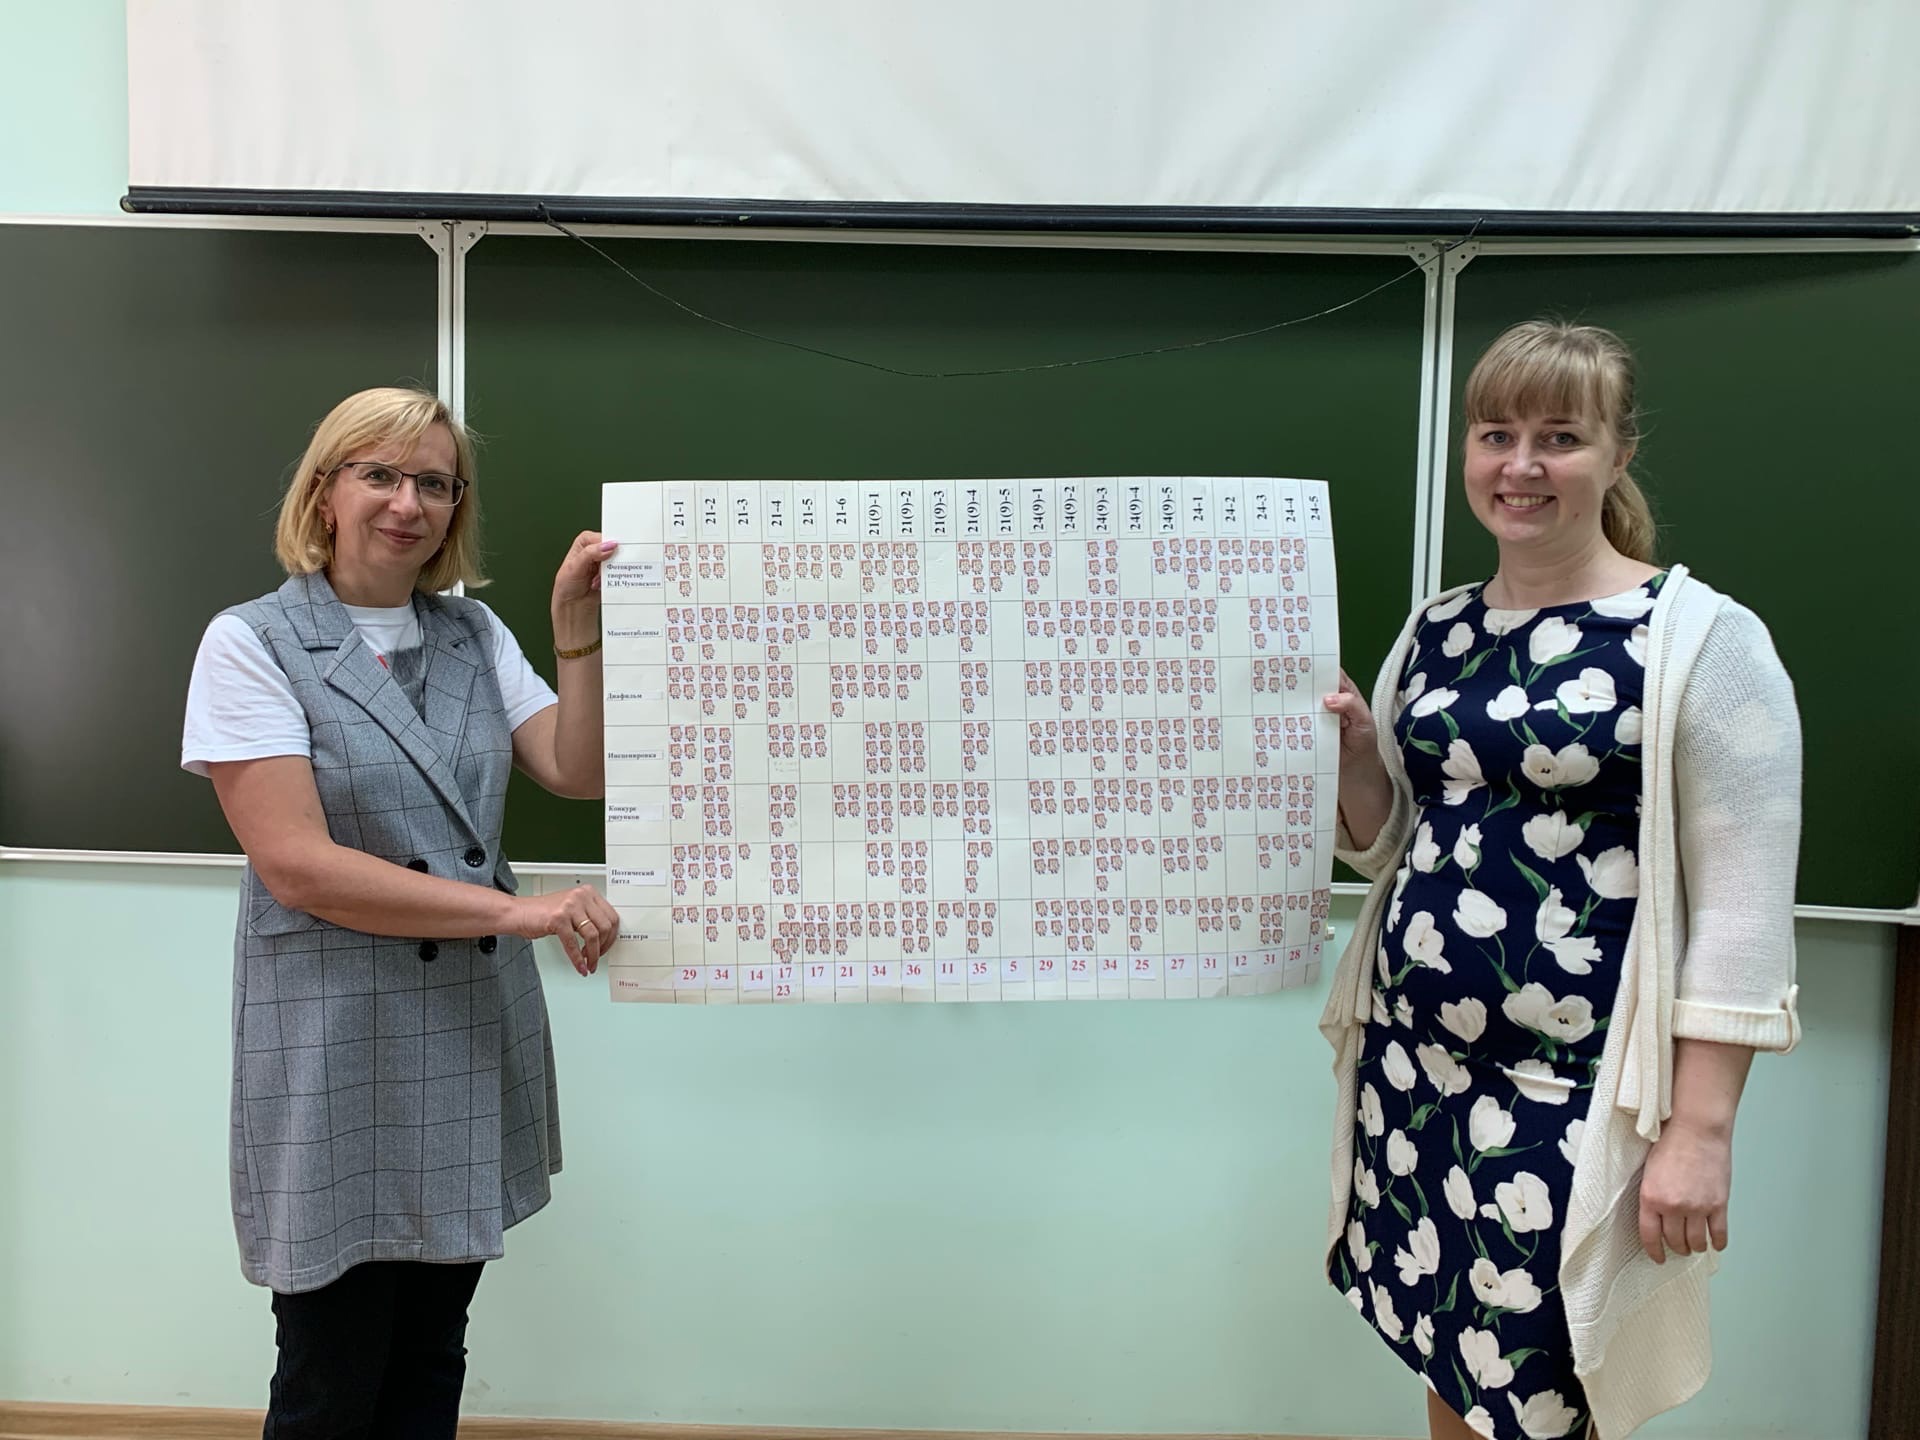 21-1 21-2 21-3 21-4 21-5 21-6 21(9)-1 21(9)-2 21(9)-3 21(9)-4 21(9)-5 24(9)-1 24(9)-2 24(9)-3 24(9)-4 24(9)-5 24-1 24-2 24-3 24-4 24-5
Фотокросс по
творчеству
К.И.Чуковского
Мнемотаблицы
Диафильм
Инсценировка
Конкурс
рисунков
Поэтический
баттл
игра
Итого 29 34 14 17 17 21 34 36 11 35 5 29 25 34 25 27 31 12 31 28 5
23